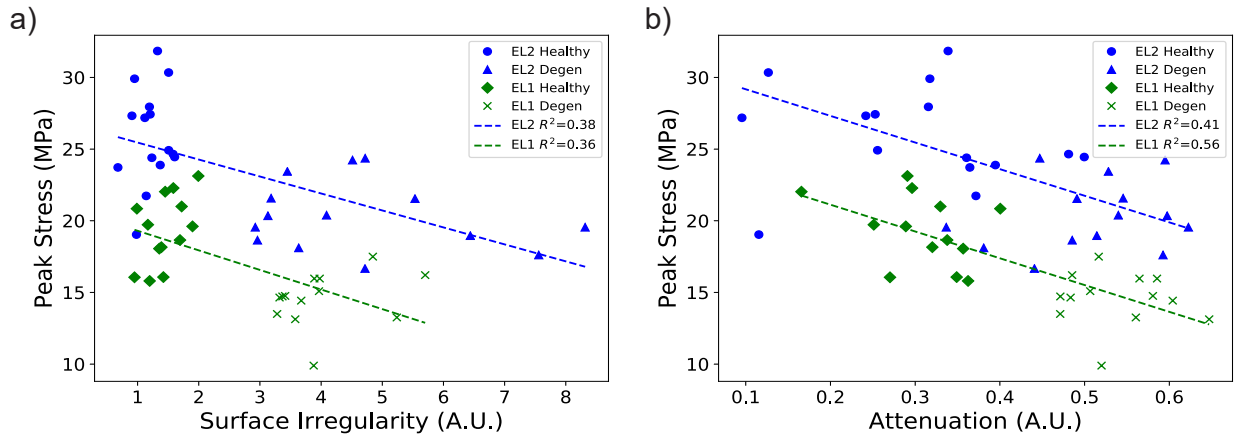 a)
Peak Stress (MPa)
30
25
20
15
10
1 2 3 4 5 6 7 8
Surface Irregularity (A.U.)
EL2 Healthy
EL2 Degen
EL1 Healthy
EL1 Degen
EL2 R²=0.38
EL1 R²=0.36
b)
Peak Stress (MPa)
30
25
20
15
10
0.1 0.2 0.3 0.4 0.5 0.6
Attenuation (A.U.)
EL2 Healthy
EL2 Degen
EL1 Healthy
EL1 Degen
EL2 R²=0.41
EL1 R²=0.56